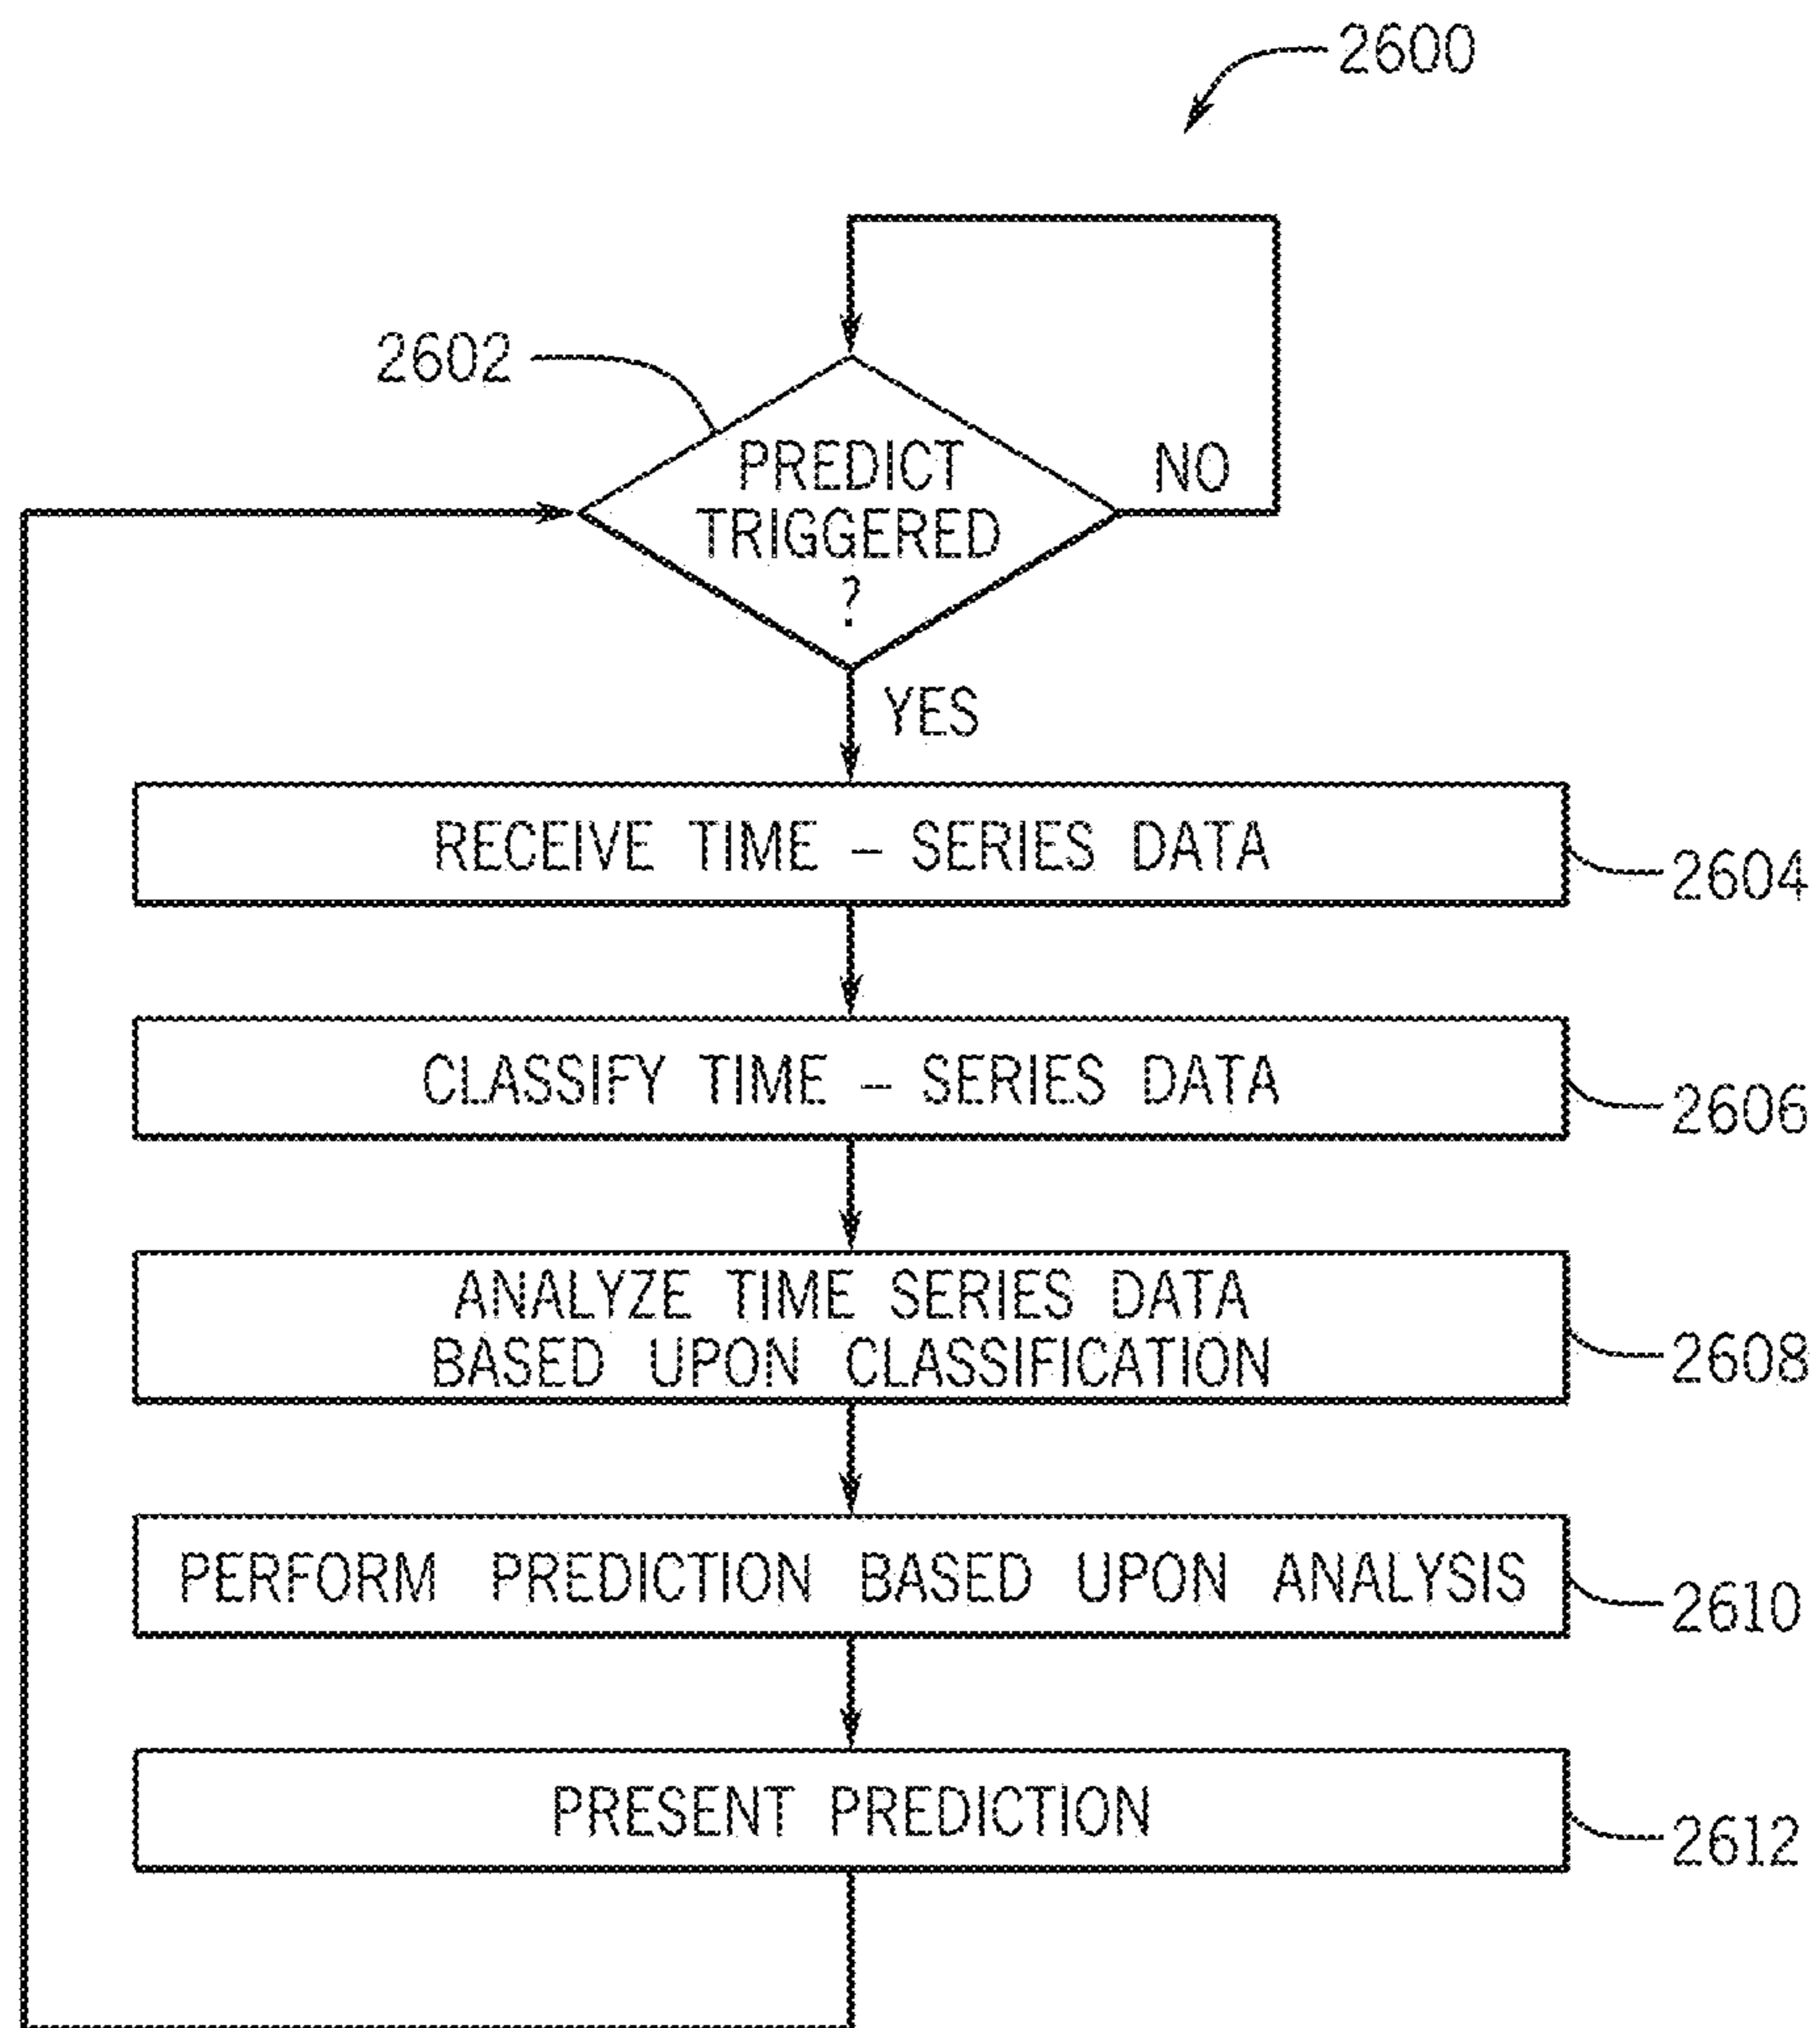 2600
2602
PREDICT
TRIGGERED
?
NO
YES
RECEIVE TIME – SERIES DATA
2604
CLASSIFY TIME – SERIES DATA
2606
ANALYZE TIME SERIES DATA
BASED UPON CLASSIFICATION
2608
PERFORM PREDICTION BASED UPON ANALYSIS
2610
PRESENT PREDICTION
2612